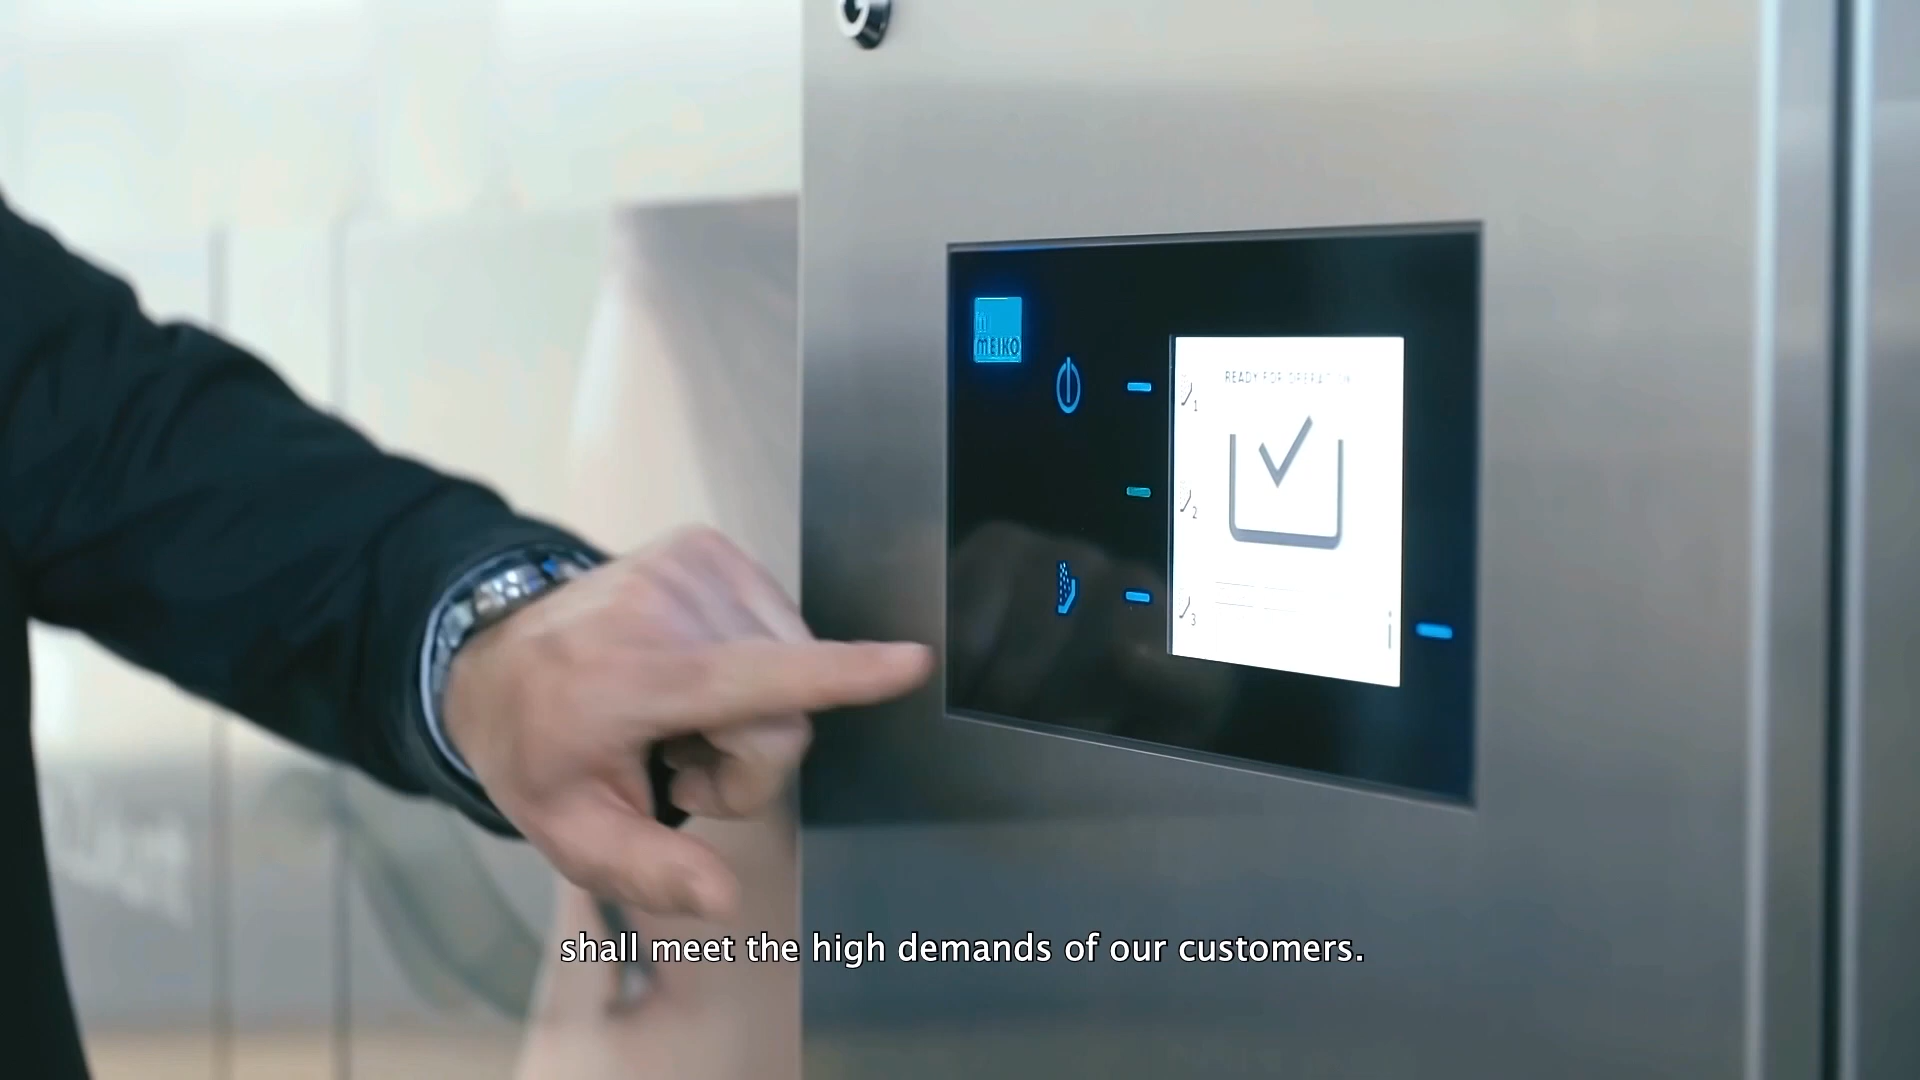 MEIKO
READY FOR OPERATION
1
2
3
i
shall meet the high demands of our customers.